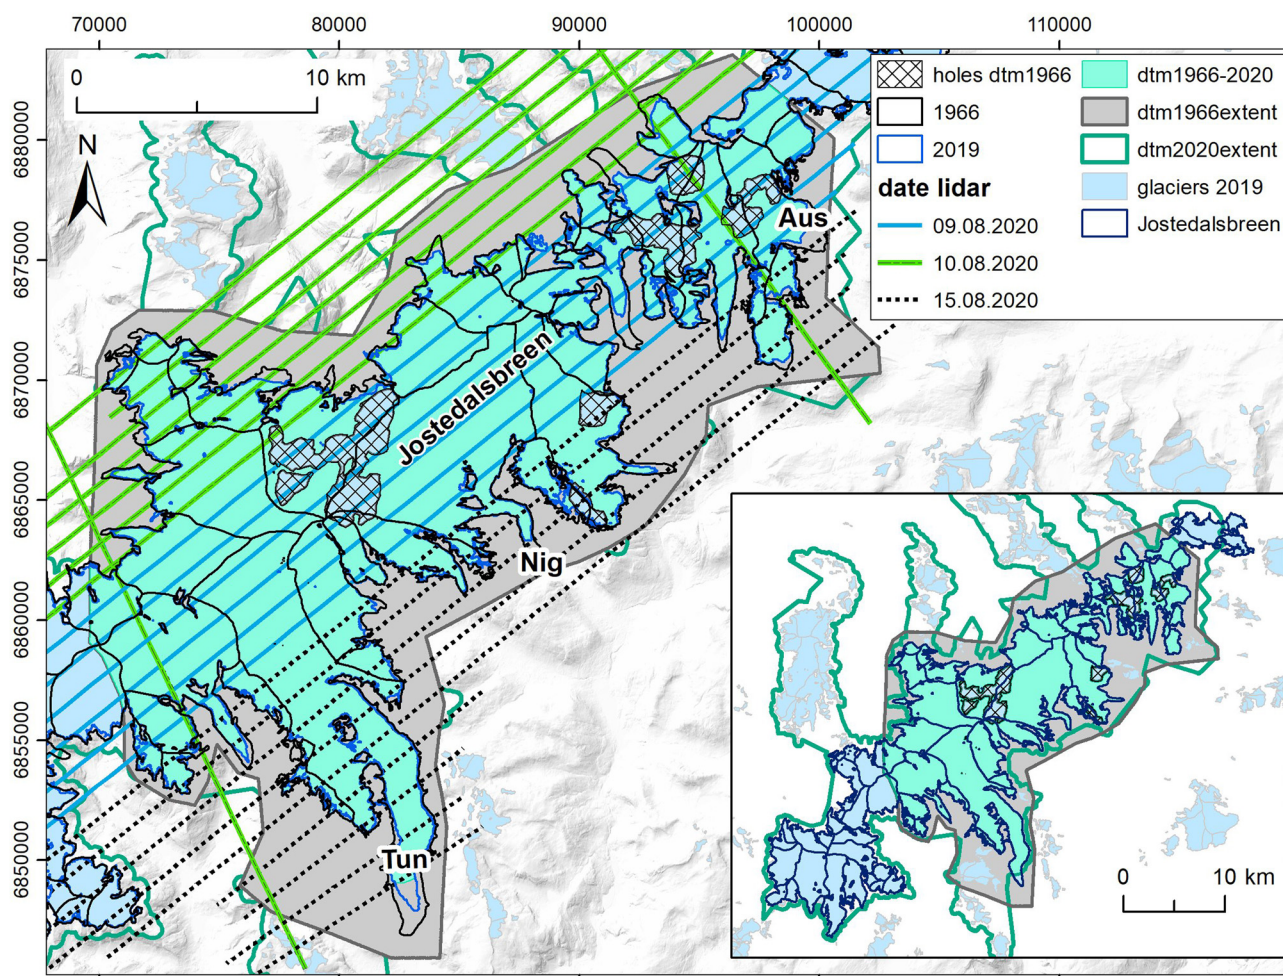 70000 80000 90000 100000 110000
0 10 km
N
6880000
6875000
6870000
6865000
6860000
6855000
6850000
holes dtm1966
1966
2019
date lidar
09.08.2020
10.08.2020
15.08.2020
dtm1966-2020
dtm1966extent
dtm2020extent
glaciers 2019
Jostedalsbreen
Aus
Jostedalsbreen
Nig
Tun
0 10 km